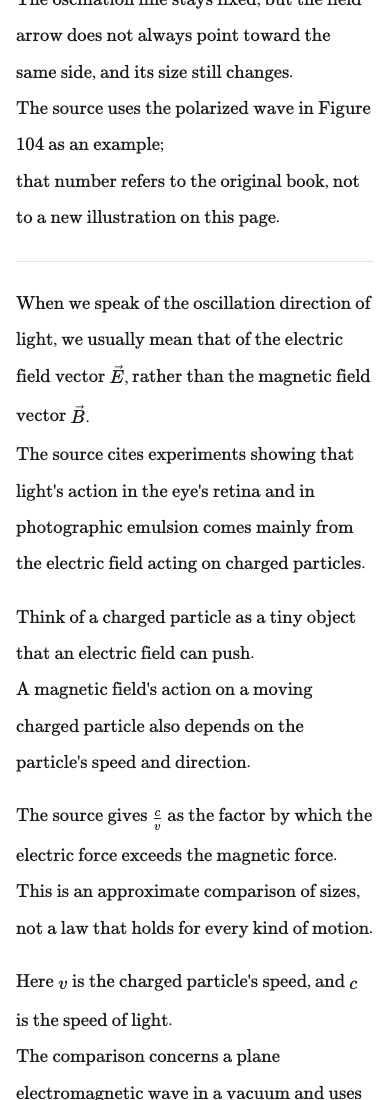 The oscillation line stays fixed, but the field
arrow does not always point toward the
same side, and its size still changes.
The source uses the polarized wave in Figure
104 as an example;
that number refers to the original book, not
to a new illustration on this page.
When we speak of the oscillation direction of
light, we usually mean that of the electric
field vector $\vec{E}$, rather than the magnetic field
vector $\vec{B}$.
The source cites experiments showing that
light's action in the eye's retina and in
photographic emulsion comes mainly from
the electric field acting on charged particles.
Think of a charged particle as a tiny object
that an electric field can push.
A magnetic field's action on a moving
charged particle also depends on the
particle's speed and direction.
The source gives $\frac{c}{v}$ as the factor by which the
electric force exceeds the magnetic force.
This is an approximate comparison of sizes,
not a law that holds for every kind of motion.
Here $v$ is the charged particle's speed, and $c$
is the speed of light.
The comparison concerns a plane
electromagnetic wave in a vacuum and uses